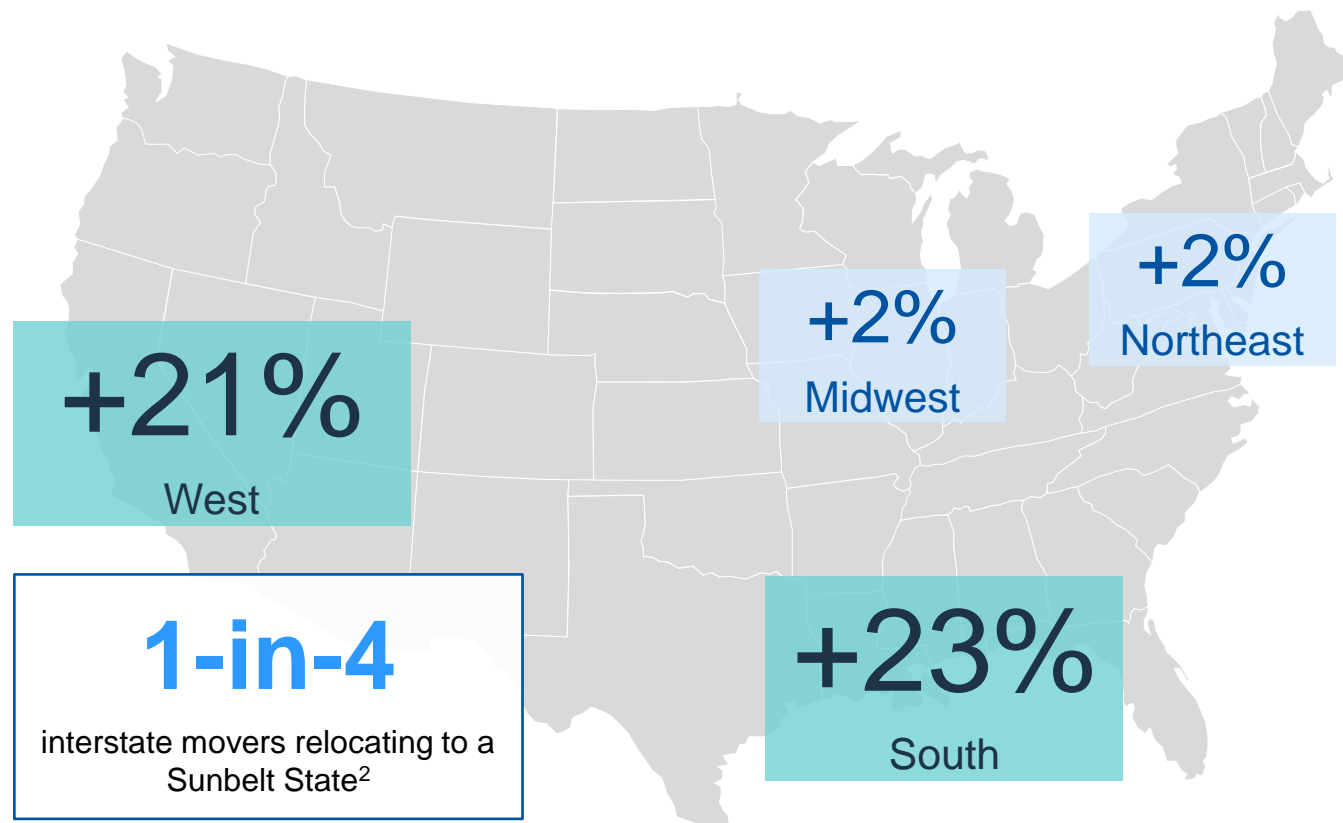 +2%
Northeast
+2%
Midwest
+21%
West
1-in-4
interstate movers relocating to a
Sunbelt State²
+23%
South